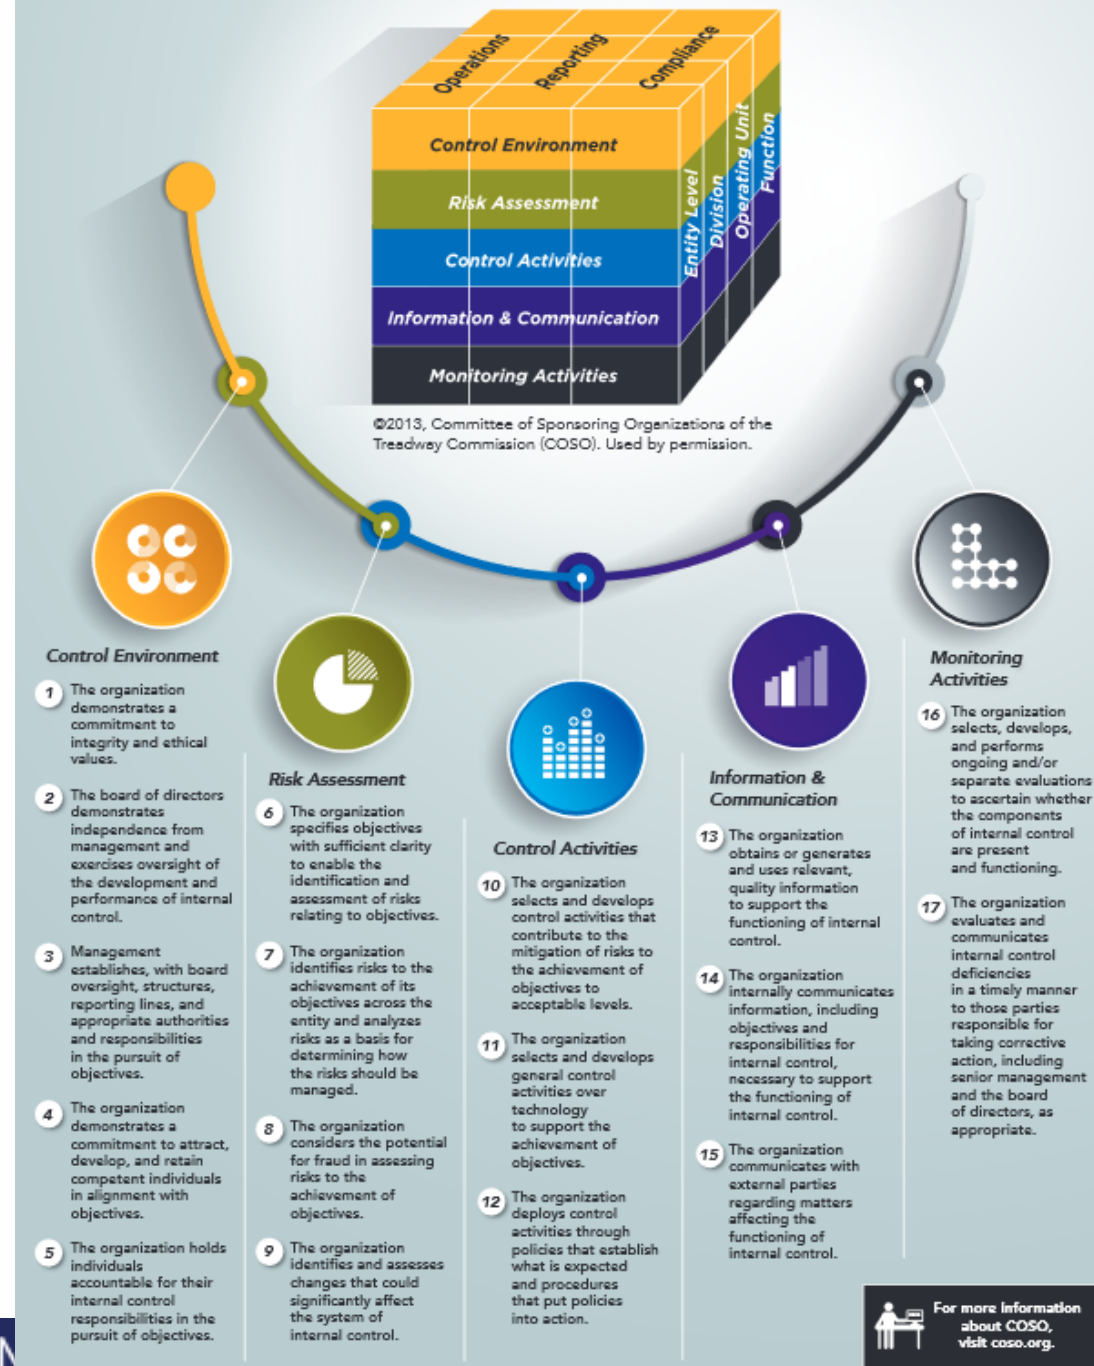 Operations
Reporting
Compliance
Control Environment
Risk Assessment
Control Activities
Information & Communication
Monitoring Activities
Entity Level
Division
Operating Unit
Function
©2013, Committee of Sponsoring Organizations of the
Treadway Commission (COSO). Used by permission.
Control Environment
1 The organization
demonstrates a
commitment to
integrity and ethical
values.
2 The board of directors
demonstrates
independence from
management and
exercises oversight of
the development and
performance of internal
control.
3 Management
establishes, with board
oversight, structures,
reporting lines, and
appropriate authorities
and responsibilities
in the pursuit of
objectives.
4 The organization
demonstrates a
commitment to attract,
develop, and retain
competent individuals
in alignment with
objectives.
5 The organization holds
individuals
accountable for their
internal control
responsibilities in the
pursuit of objectives.
Risk Assessment
6 The organization
specifies objectives
with sufficient clarity
to enable the
identification and
assessment of risks
relating to objectives.
7 The organization
identifies risks to the
achievement of its
objectives across the
entity and analyzes
risks as a basis for
determining how
the risks should be
managed.
8 The organization
considers the potential
for fraud in assessing
risks to the
achievement of
objectives.
9 The organization
identifies and assesses
changes that could
significantly affect
the system of
internal control.
Control Activities
10 The organization
selects and develops
control activities that
contribute to the
mitigation of risks to
the achievement of
objectives to
acceptable levels.
11 The organization
selects and develops
general control
activities over
technology
to support the
achievement of
objectives.
12 The organization
deploys control
activities through
policies that establish
what is expected
and procedures
that put policies
into action.
Information &
Communication
13 The organization
obtains or generates
and uses relevant,
quality information
to support the
functioning of internal
control.
14 The organization
internally communicates
information, including
objectives and
responsibilities for
internal control,
necessary to support
the functioning of
internal control.
15 The organization
communicates with
external parties
regarding matters
affecting the
functioning of
internal control.
Monitoring
Activities
16 The organization
selects, develops,
and performs
ongoing and/or
separate evaluations
to ascertain whether
the components
of internal control
are present
and functioning.
17 The organization
evaluates and
communicates
internal control
deficiencies
in a timely manner
to those parties
responsible for
taking corrective
action, including
senior management
and the board
of directors, as
appropriate.
For more information
about COSO,
visit coso.org.